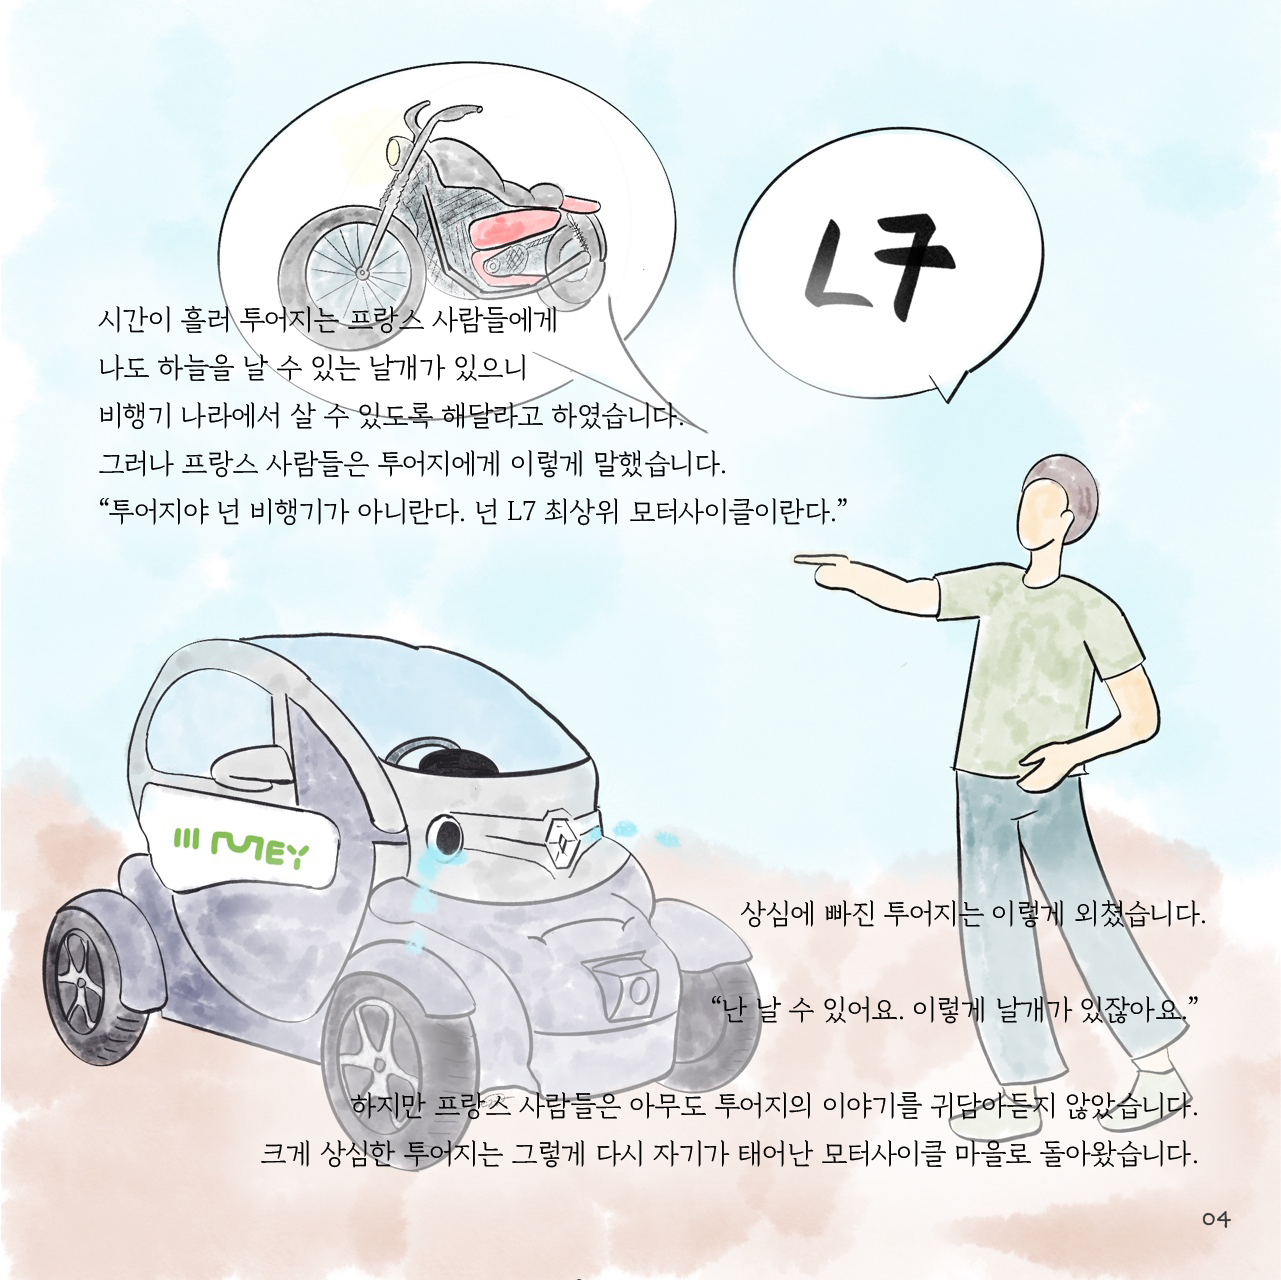 L7
시간이 흘러 투어지는 프랑스 사람들에게
나도 하늘을 날 수 있는 날개가 있으니
비행기 나라에서 살 수 있도록 해달라고 하였습니다.
그러나 프랑스 사람들은 투어지에게 이렇게 말했습니다.
“투어지야 넌 비행기가 아니란다. 넌 L7 최상위 모터사이클이란다.”
MEY
상심에 빠진 투어지는 이렇게 외쳤습니다.
“난 날 수 있어요. 이렇게 날개가 있잖아요.”
하지만 프랑스 사람들은 아무도 투어지의 이야기를 귀담아듣지 않았습니다.
크게 상심한 투어지는 그렇게 다시 자기가 태어난 모터사이클 마을로 돌아왔습니다.
04